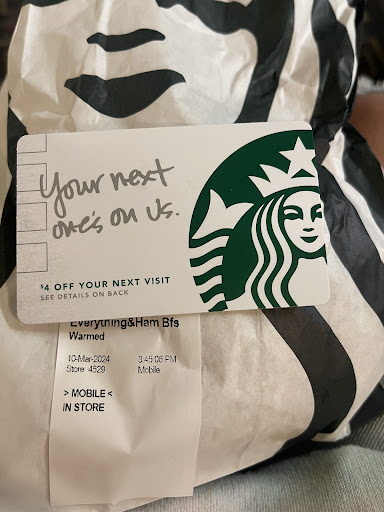 Your next
one's on us.
$4 OFF YOUR NEXT VISIT
SEE DETAILS ON BACK
Everything&Ham Bfs
Warmed
10-Mar-2024 3:45:06 PM
Store 4529 Mobile
> MOBILE <
IN STORE